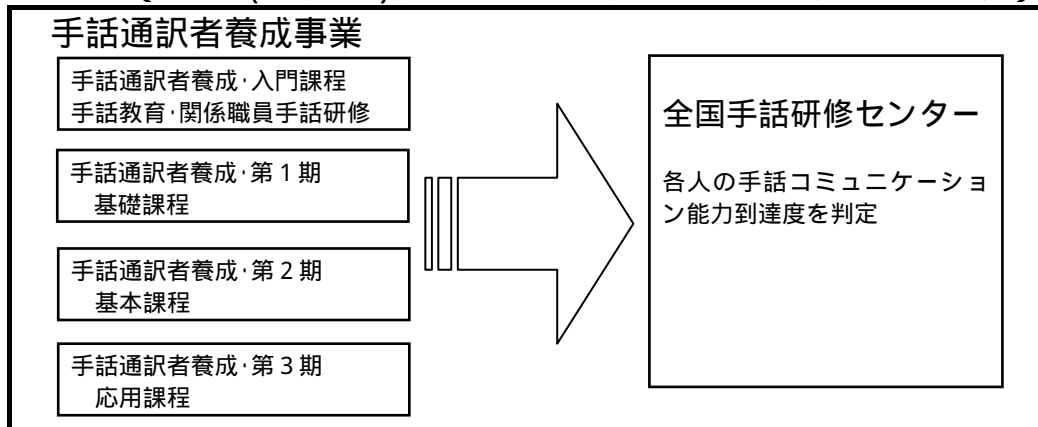 手話通訳者養成事業
手話通訳者養成･入門課程
手話教育･関係職員手話研修
手話通訳者養成･第１期
基礎課程
手話通訳者養成･第２期
基本課程
手話通訳者養成･第３期
応用課程
全国手話研修センター
各人の手話コミュニケーショ
ン能力到達度を判定